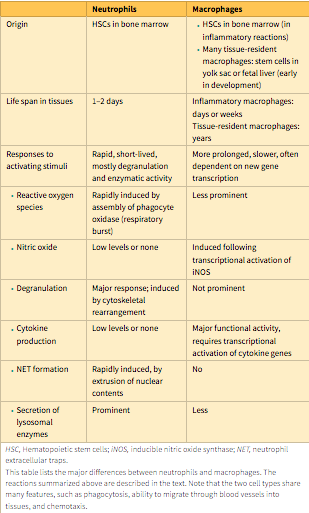 Neutrophils Macrophages
Origin HSCs in bone marrow • HSCs in bone marrow (in
inflammatory reactions)
• Many tissue-resident
macrophages: stem cells in
yolk sac or fetal liver (early
in development)
Life span in tissues 1–2 days Inflammatory macrophages:
days or weeks
Tissue-resident macrophages:
years
Responses to Rapid, short-lived, More prolonged, slower, often
activating stimuli mostly degranulation dependent on new gene
and enzymatic activity transcription
• Reactive oxygen Rapidly induced by Less prominent
species assembly of phagocyte
oxidase (respiratory
burst)
• Nitric oxide Low levels or none Induced following
transcriptional activation of
iNOS
• Degranulation Major response; induced Not prominent
by cytoskeletal
rearrangement
• Cytokine Low levels or none Major functional activity,
production requires transcriptional
activation of cytokine genes
• NET formation Rapidly induced, by No
extrusion of nuclear
contents
• Secretion of Prominent Less
lysosomal
enzymes
HSC, Hematopoietic stem cells; iNOS, inducible nitric oxide synthase; NET, neutrophil
extracellular traps.
This table lists the major differences between neutrophils and macrophages. The
reactions summarized above are described in the text. Note that the two cell types share
many features, such as phagocytosis, ability to migrate through blood vessels into
tissues, and chemotaxis.